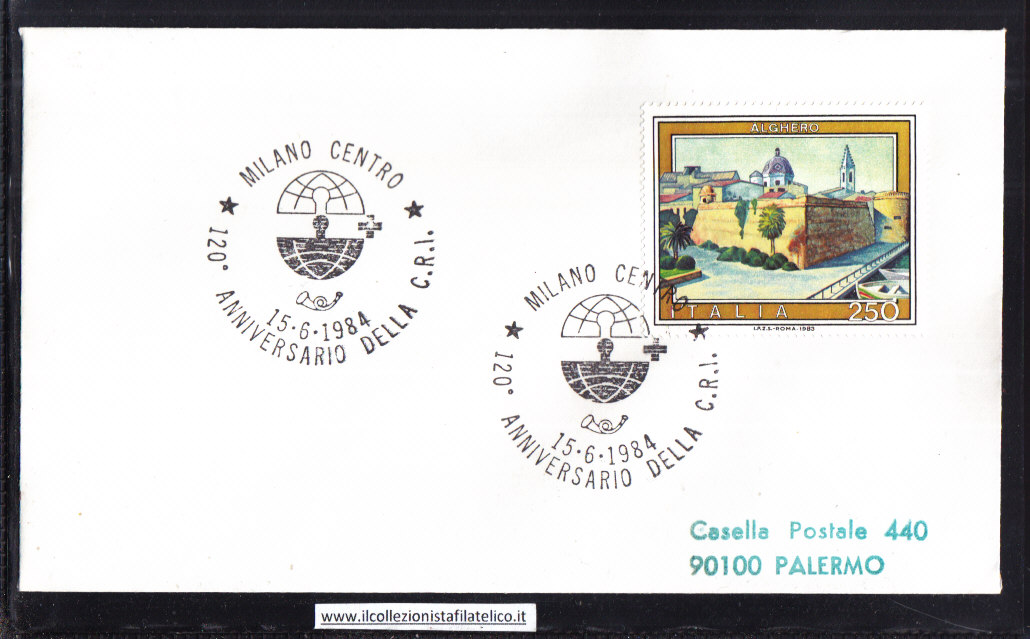 MILANO CENTRO
120° ANNIVERSARIO DELLA C.R.I.
15·6·1984
ALGHERO
ITALIA 250
I.P.Z.S.-ROMA-1983
MILANO CENTRO
120° ANNIVERSARIO DELLA C.R.I.
15·6·1984
Casella Postale 440
90100 PALERMO
www.ilcollezionistafilatelico.it